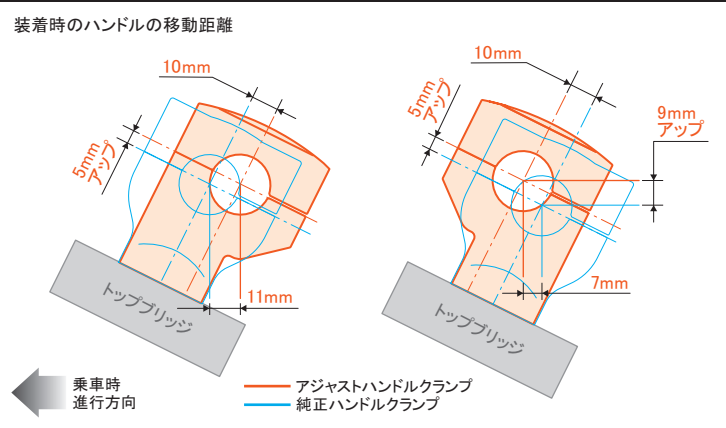 装着時のハンドルの移動距離
10mm
5mm
アップ
11mm
トップブリッジ
10mm
5mm
アップ
9mm
アップ
7mm
トップブリッジ
乗車時
進行方向
アジャストハンドルクランプ
純正ハンドルクランプ